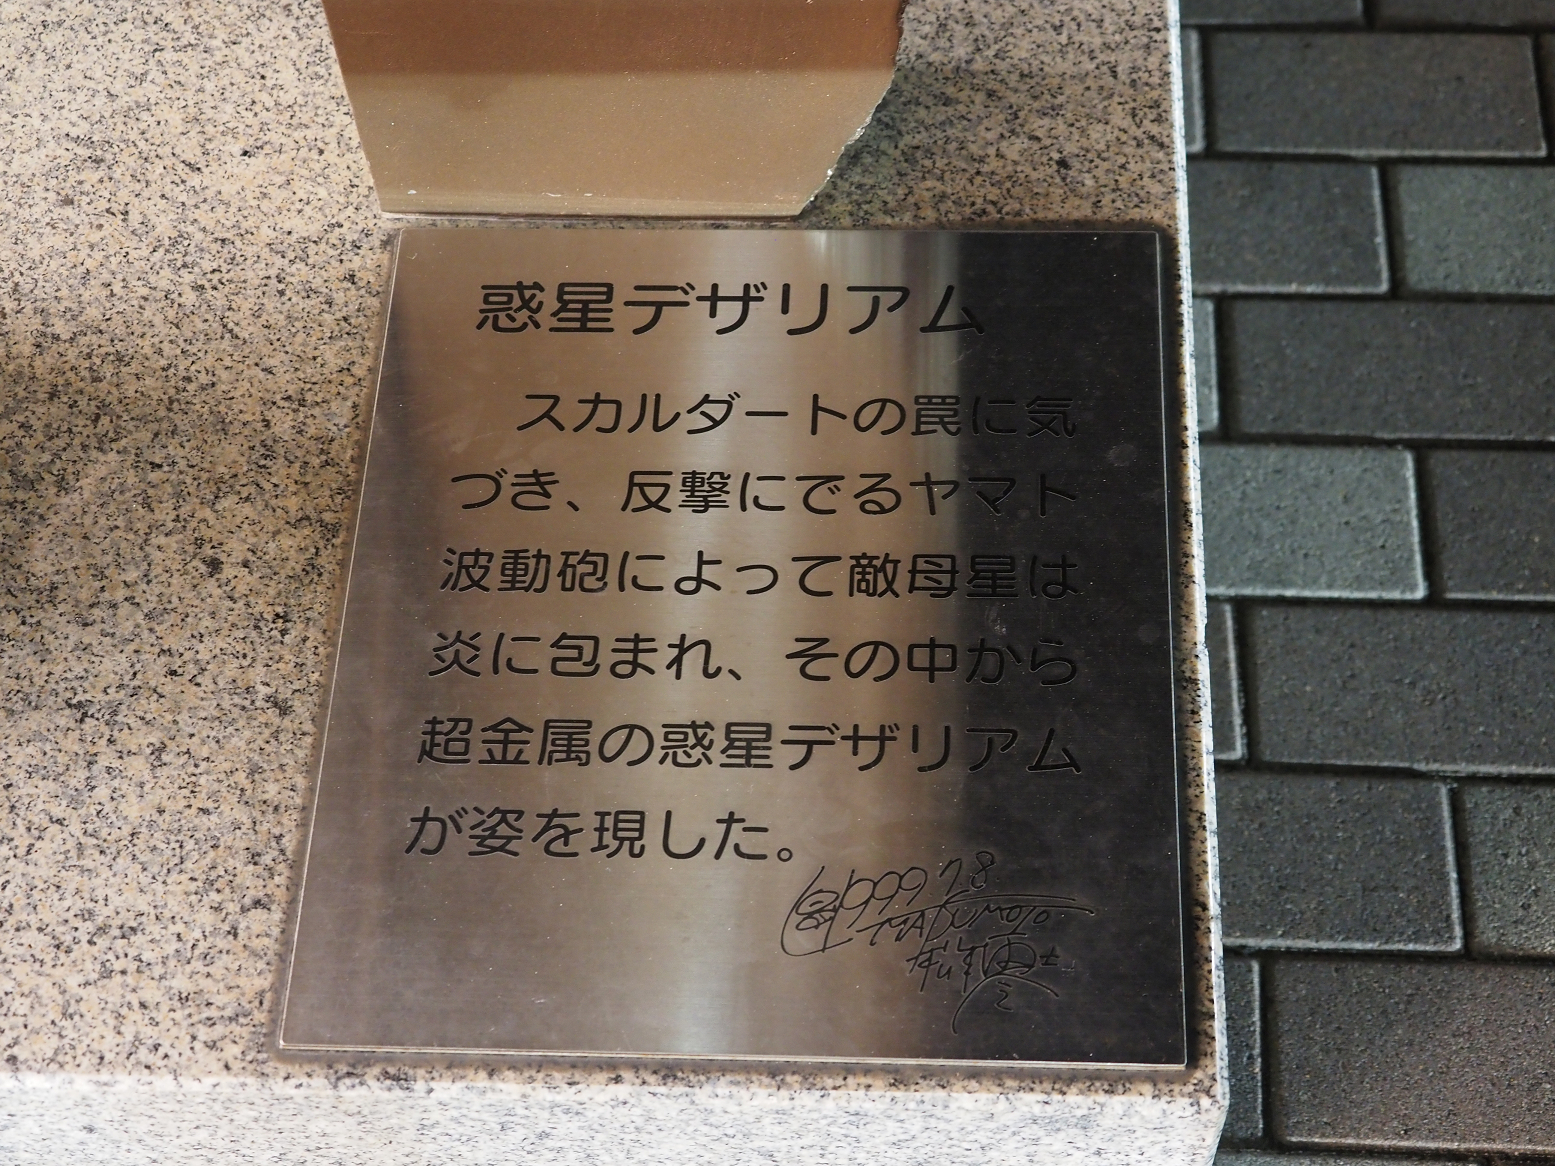 惑星デザリアム
スカルダートの罠に気
づき、反撃にでるヤマト
波動砲によって敵母星は
炎に包まれ、その中から
超金属の惑星デザリアム
が姿を現した。
1999 7.8